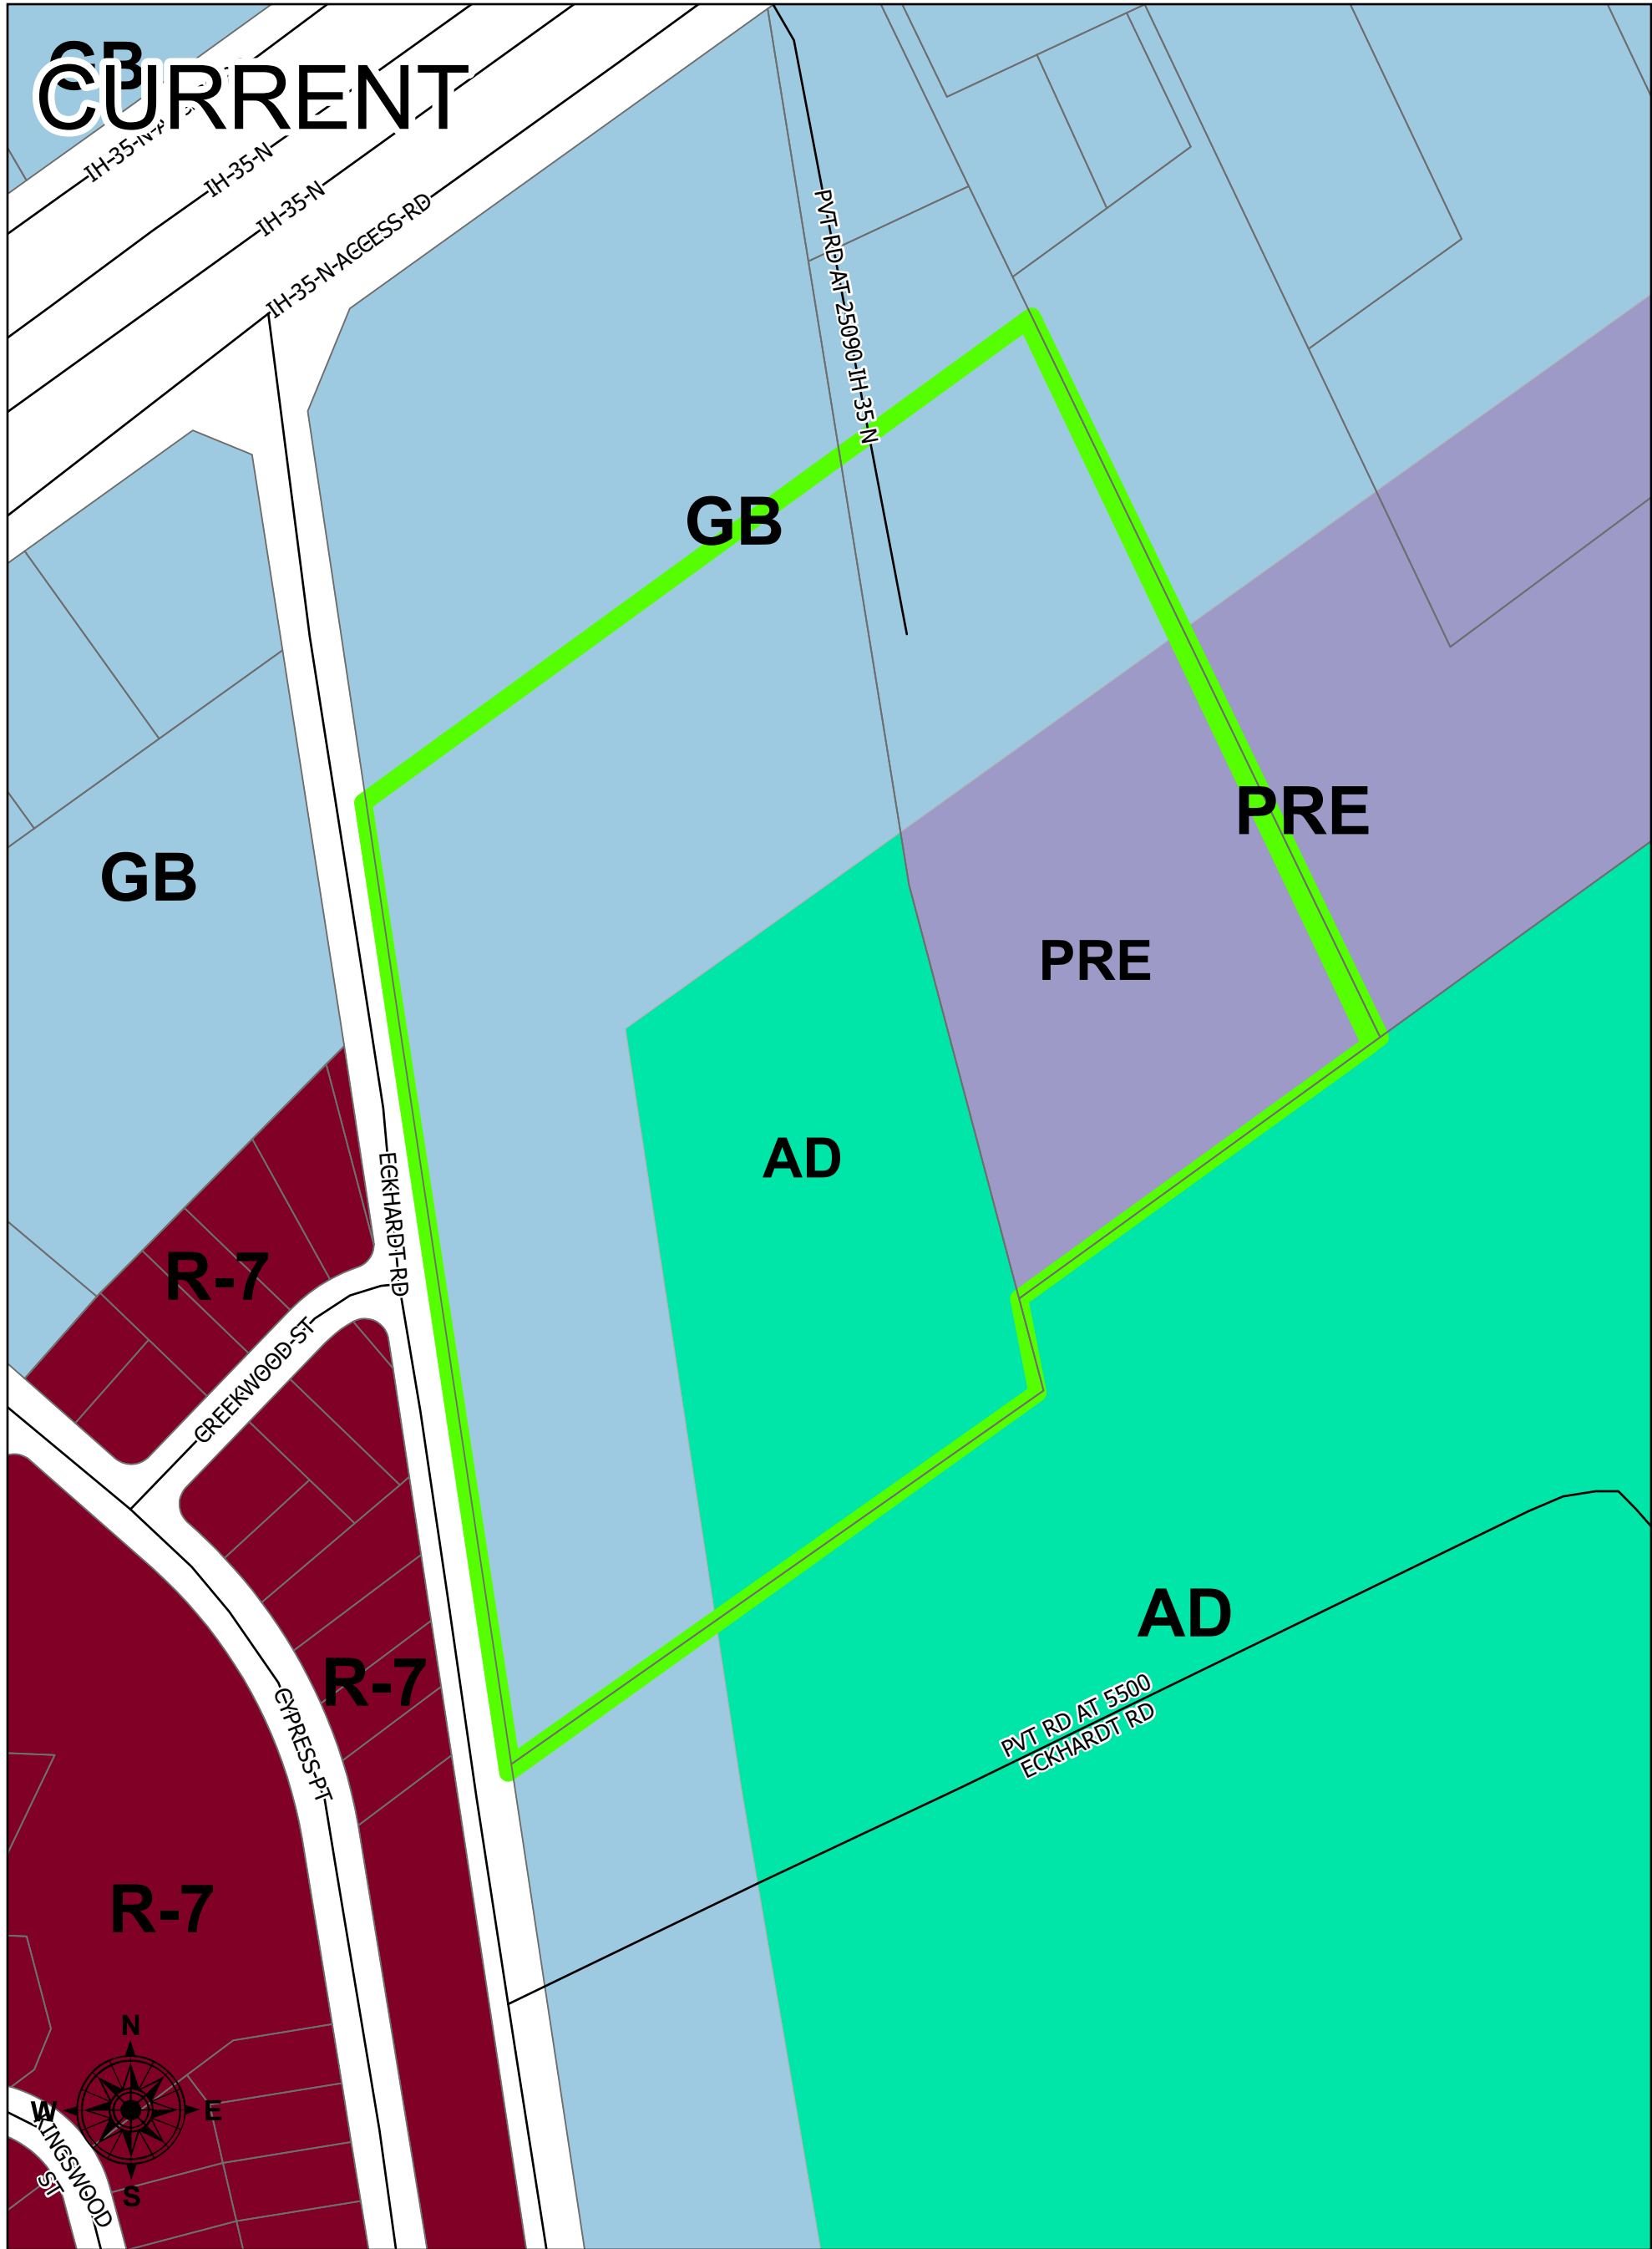 GB
CURRENT
IH-35-N
IH-35-N
IH-35-N-ACCESS-RD
PVT-RD-AT-25090-IH-35-N
GB
PRE
GB
PRE
AD
ECKHARDT-RD
R-7
CREEKWOOD-ST
AD
R-7
PVT RD AT 5500
ECKHARDT RD
CYPRESS-PT
R-7
N
W
E
S
KINGSWOOD
ST